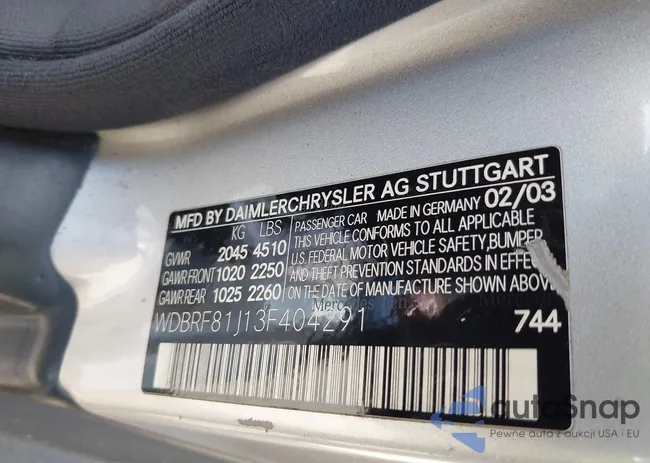 MFD BY DAIMLERCHRYSLER AG STUTTGART
KG LBS
GVWR 2045 4510
GAWR FRONT 1020 2250
GAWR REAR 1025 2260
PASSENGER CAR MADE IN GERMANY 02/03
THIS VEHICLE CONFORMS TO ALL APPLICABLE
U.S. FEDERAL MOTOR VEHICLE SAFETY, BUMPER
AND THEFT PREVENTION STANDARDS IN EFFECT
ON THE DATE OF MANUFACTURE SHOWN ABOVE
WDBRF81J13F404291
744
autoSnap
Pewne auta z aukcji USA i EU